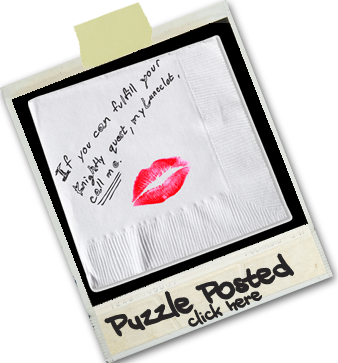 If you can fulfill your
knightly quest, my Lancelot,
call me.
Puzzle Posted
click here